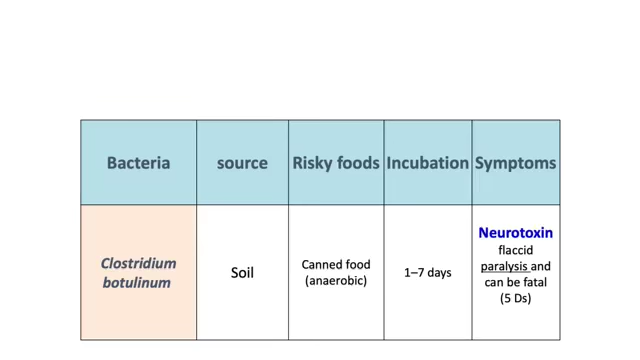 Bacteria source Risky foods Incubation Symptoms
Clostridium
botulinum
Soil
Canned food
(anaerobic)
1–7 days
Neurotoxin
flaccid
paralysis and
can be fatal
(5 Ds)